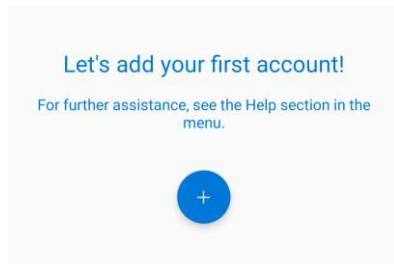 Let's add your first account!
For further assistance, see the Help section in the
menu.